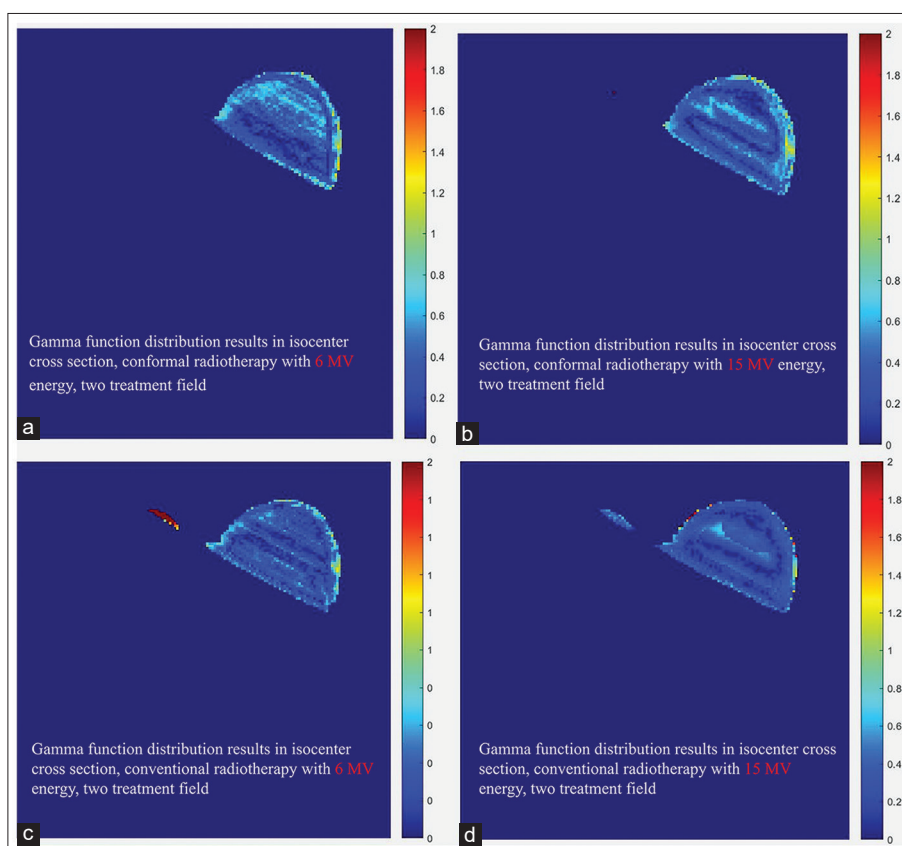 2
1.8
1.6
1.4
1.2
1
0.8
0.6
0.4
0.2
0
Gamma function distribution results in isocenter
cross section, conformal radiotherapy with 6 MV
energy, two treatment field
a
2
1.8
1.6
1.4
1.2
1
0.8
0.6
0.4
0.2
0
Gamma function distribution results in isocenter cross
section, conformal radiotherapy with 15 MV energy,
two treatment field
b
2
1
1
1
1
1
0
0
0
0
0
Gamma function distribution results in isocenter
cross section, conventional radiotherapy with 6 MV
energy, two treatment field
c
2
1.8
1.6
1.4
1.2
1
0.8
0.6
0.4
0.2
0
Gamma function distribution results in isocenter cross
section, conventional radiotherapy with 15 MV
energy, two treatment field
d